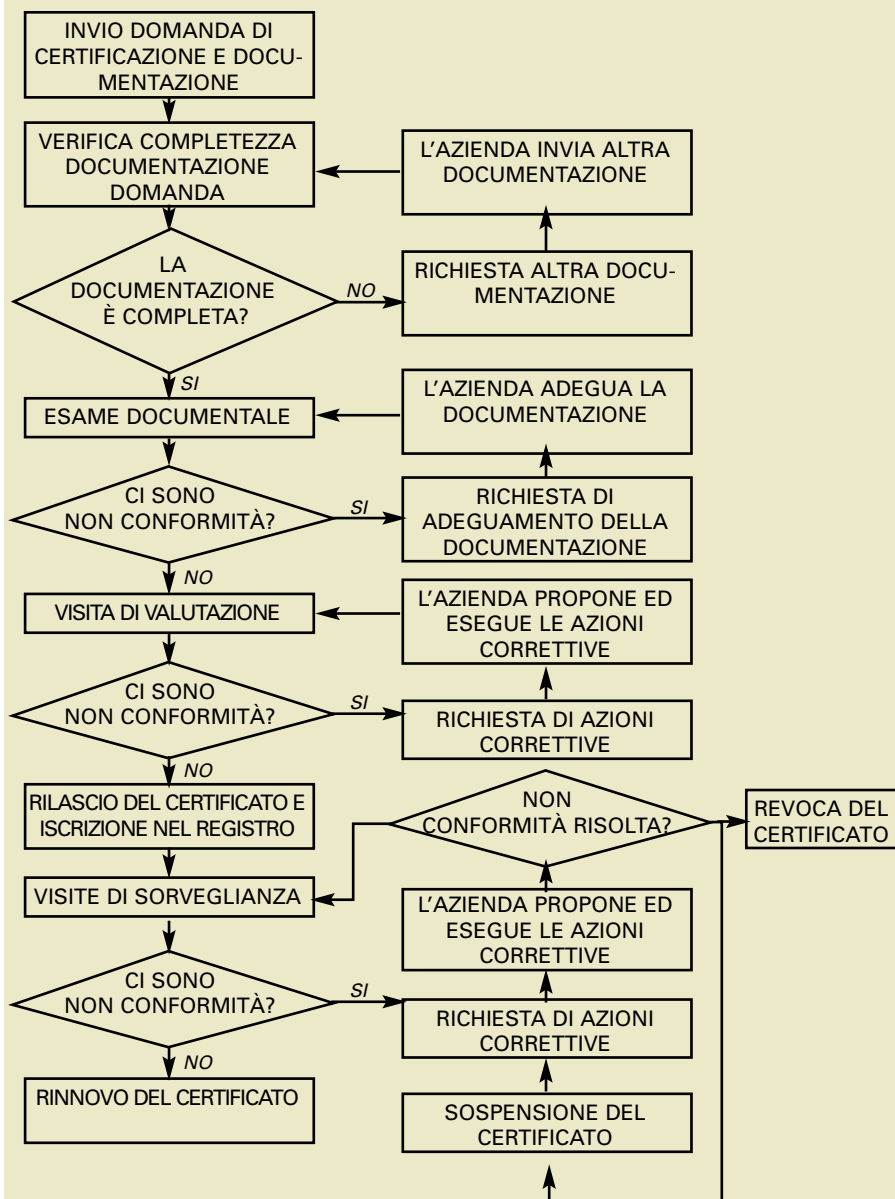 INVIO DOMANDA DI
CERTIFICAZIONE E DOCU-
MENTAZIONE
VERIFICA COMPLETEZZA
DOCUMENTAZIONE
DOMANDA
L'AZIENDA INVIA ALTRA
DOCUMENTAZIONE
LA
DOCUMENTAZIONE
È COMPLETA?
NO
RICHIESTA ALTRA DOCU-
MENTAZIONE
SI
ESAME DOCUMENTALE
L'AZIENDA ADEGUA LA
DOCUMENTAZIONE
CI SONO
NON CONFORMITÀ?
SI
RICHIESTA DI
ADEGUAMENTO DELLA
DOCUMENTAZIONE
NO
VISITA DI VALUTAZIONE
L'AZIENDA PROPONE ED
ESEGUE LE AZIONI
CORRETTIVE
CI SONO
NON CONFORMITÀ?
SI
RICHIESTA DI AZIONI
CORRETTIVE
NO
RILASCIO DEL CERTIFICATO E
ISCRIZIONE NEL REGISTRO
NON
CONFORMITÀ RISOLTA?
REVOCA DEL
CERTIFICATO
VISITE DI SORVEGLIANZA
L'AZIENDA PROPONE ED
ESEGUE LE AZIONI
CORRETTIVE
CI SONO
NON CONFORMITÀ?
SI
RICHIESTA DI AZIONI
CORRETTIVE
NO
RINNOVO DEL CERTIFICATO
SOSPENSIONE DEL
CERTIFICATO